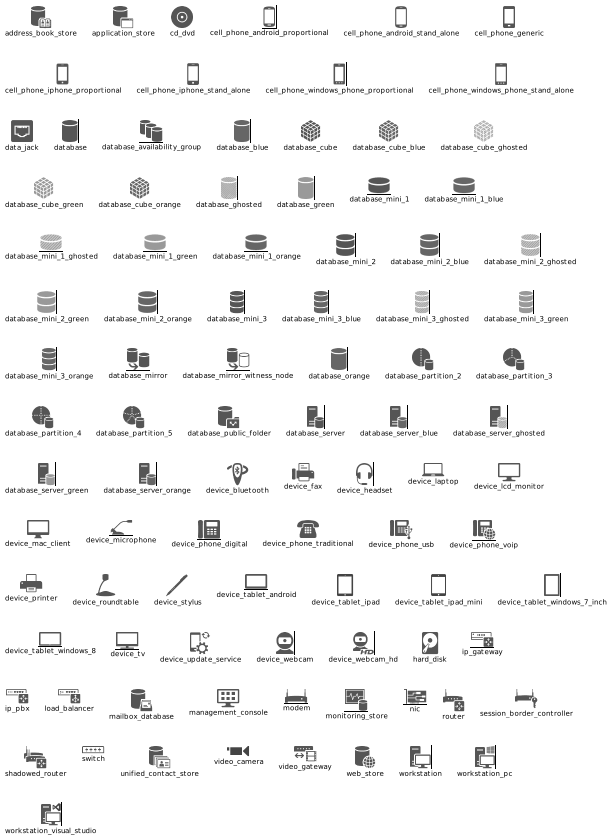 address_book_store application_store cd_dvd cell_phone_android_proportional cell_phone_android_stand_alone cell_phone_generic
cell_phone_iphone_proportional cell_phone_iphone_stand_alone cell_phone_windows_phone_proportional cell_phone_windows_phone_stand_alone
data_jack database database_availability_group database_blue database_cube database_cube_blue database_cube_ghosted
database_cube_green database_cube_orange database_ghosted database_green database_mini_1 database_mini_1_blue
database_mini_1_ghosted database_mini_1_green database_mini_1_orange database_mini_2 database_mini_2_blue database_mini_2_ghosted
database_mini_2_green database_mini_2_orange database_mini_3 database_mini_3_blue database_mini_3_ghosted database_mini_3_green
database_mini_3_orange database_mirror database_mirror_witness_node database_orange database_partition_2 database_partition_3
database_partition_4 database_partition_5 database_public_folder database_server database_server_blue database_server_ghosted
database_server_green database_server_orange device_bluetooth device_fax device_headset device_laptop device_lcd_monitor
device_mac_client device_microphone device_phone_digital device_phone_traditional device_phone_usb device_phone_voip
device_printer device_roundtable device_stylus device_tablet_android device_tablet_ipad device_tablet_ipad_mini device_tablet_windows_7_inch
device_tablet_windows_8 device_tv device_update_service device_webcam device_webcam_hd hard_disk ip_gateway
ip_pbx load_balancer mailbox_database management_console modem monitoring_store nic router session_border_controller
shadowed_router switch unified_contact_store video_camera video_gateway web_store workstation workstation_pc
workstation_visual_studio